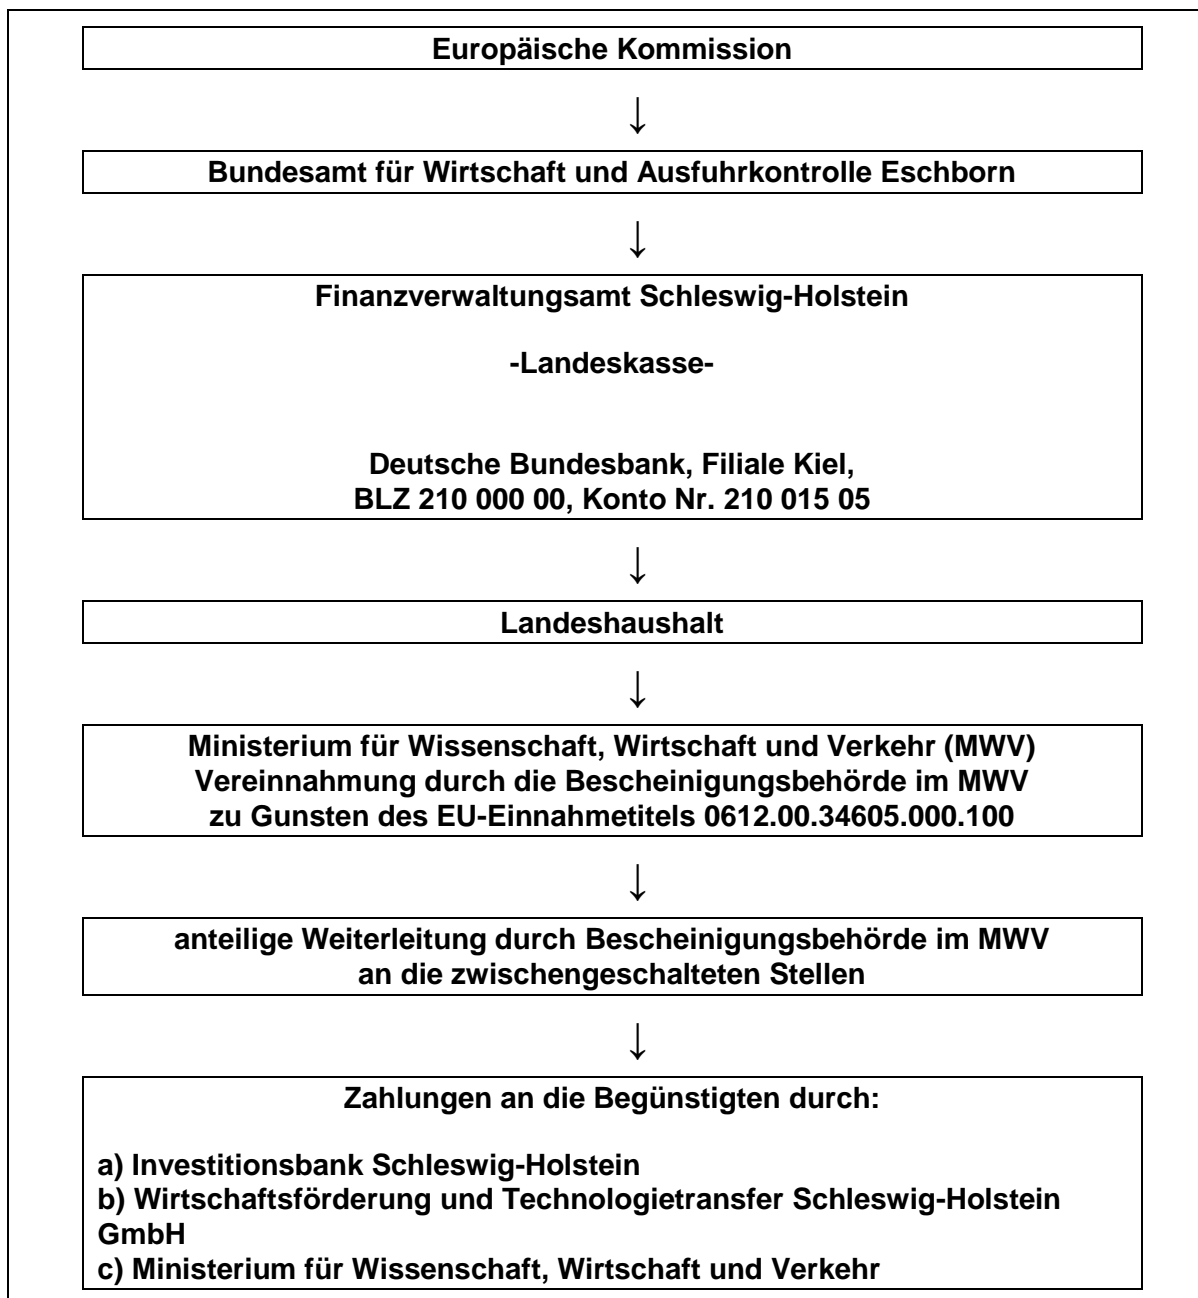 Europäische Kommission
↓
Bundesamt für Wirtschaft und Ausfuhrkontrolle Eschborn
↓
Finanzverwaltungsamt Schleswig-Holstein
-Landeskasse-
Deutsche Bundesbank, Filiale Kiel,
BLZ 210 000 00, Konto Nr. 210 015 05
↓
Landeshaushalt
↓
Ministerium für Wissenschaft, Wirtschaft und Verkehr (MWV)
Vereinnahmung durch die Bescheinigungsbehörde im MWV
zu Gunsten des EU-Einnahmetitels 0612.00.34605.000.100
↓
anteilige Weiterleitung durch Bescheinigungsbehörde im MWV
an die zwischengeschalteten Stellen
↓
Zahlungen an die Begünstigten durch:
a) Investitionsbank Schleswig-Holstein
b) Wirtschaftsförderung und Technologietransfer Schleswig-Holstein
GmbH
c) Ministerium für Wissenschaft, Wirtschaft und Verkehr